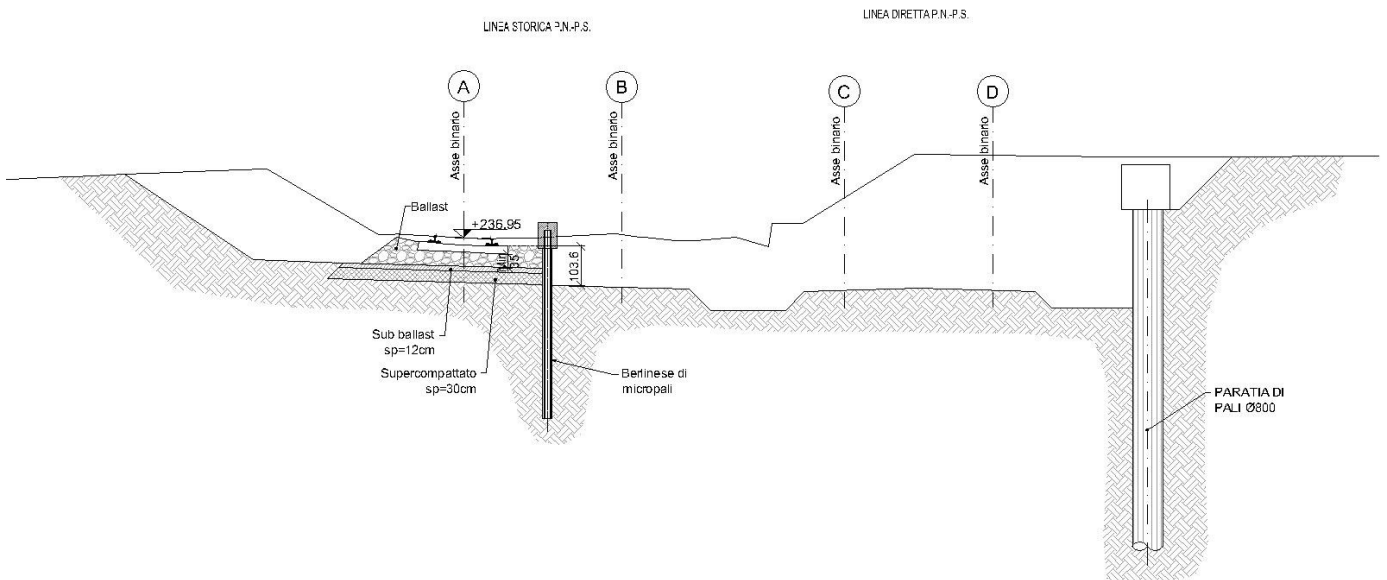 LINEA STORICA P.N.-P.S.
LINEA DIRETTA P.N.-P.S.
A
B
C
D
Asse binario
Asse binario
Asse binario
Asse binario
Ballast
+236.95
Min
35
103.6
Sub ballast
sp=12cm
Supercompattato
sp=30cm
Berlinese di
micropali
PARATIA DI
PALI Ø800